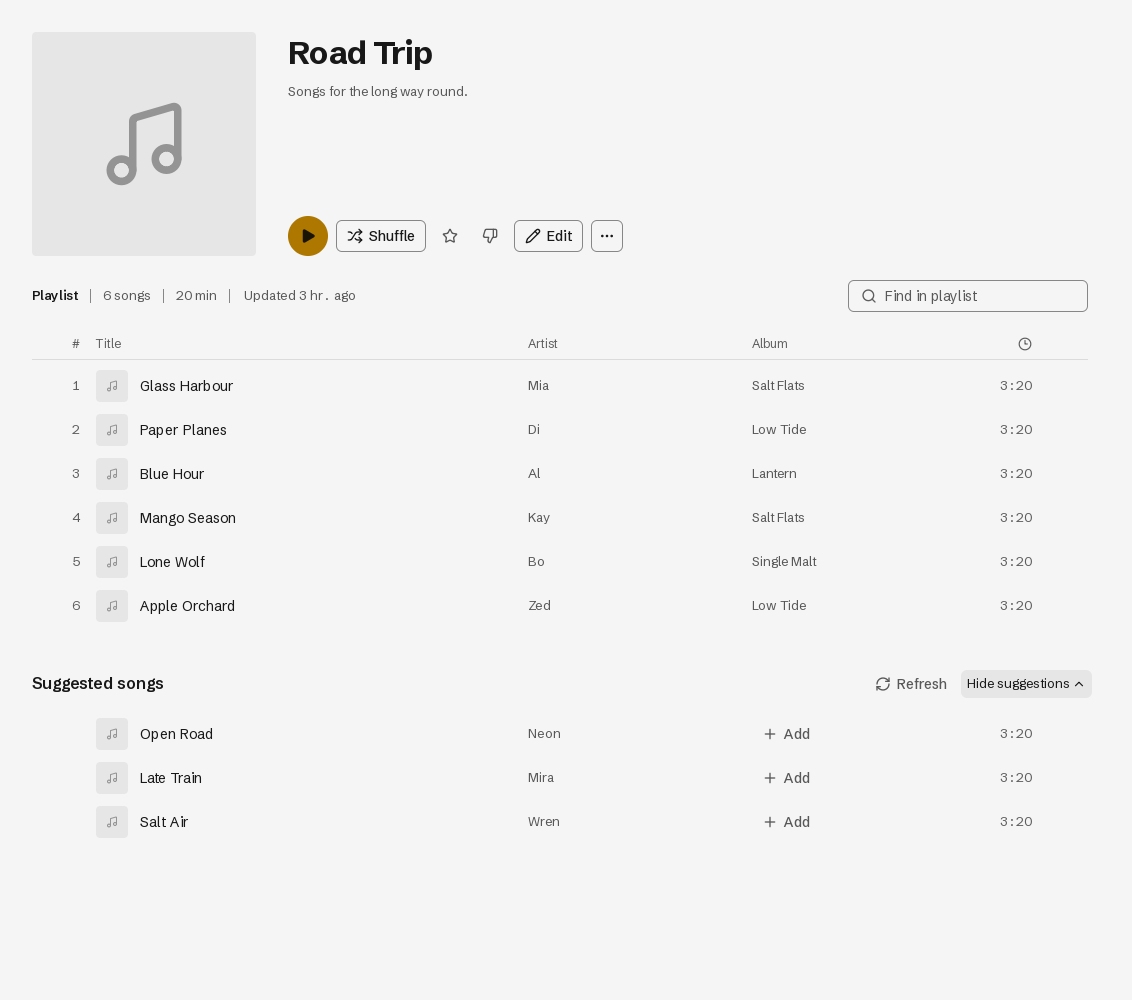 Road Trip
Songs for the long way round.
Shuffle Edit
Playlist 6 songs 20 min Updated 3 hr. ago Find in playlist
# Title Artist Album
1 Glass Harbour Mia Salt Flats 3:20
2 Paper Planes Di Low Tide 3:20
3 Blue Hour Al Lantern 3:20
4 Mango Season Kay Salt Flats 3:20
5 Lone Wolf Bo Single Malt 3:20
6 Apple Orchard Zed Low Tide 3:20
Suggested songs Refresh Hide suggestions
Open Road Neon Add 3:20
Late Train Mira Add 3:20
Salt Air Wren Add 3:20